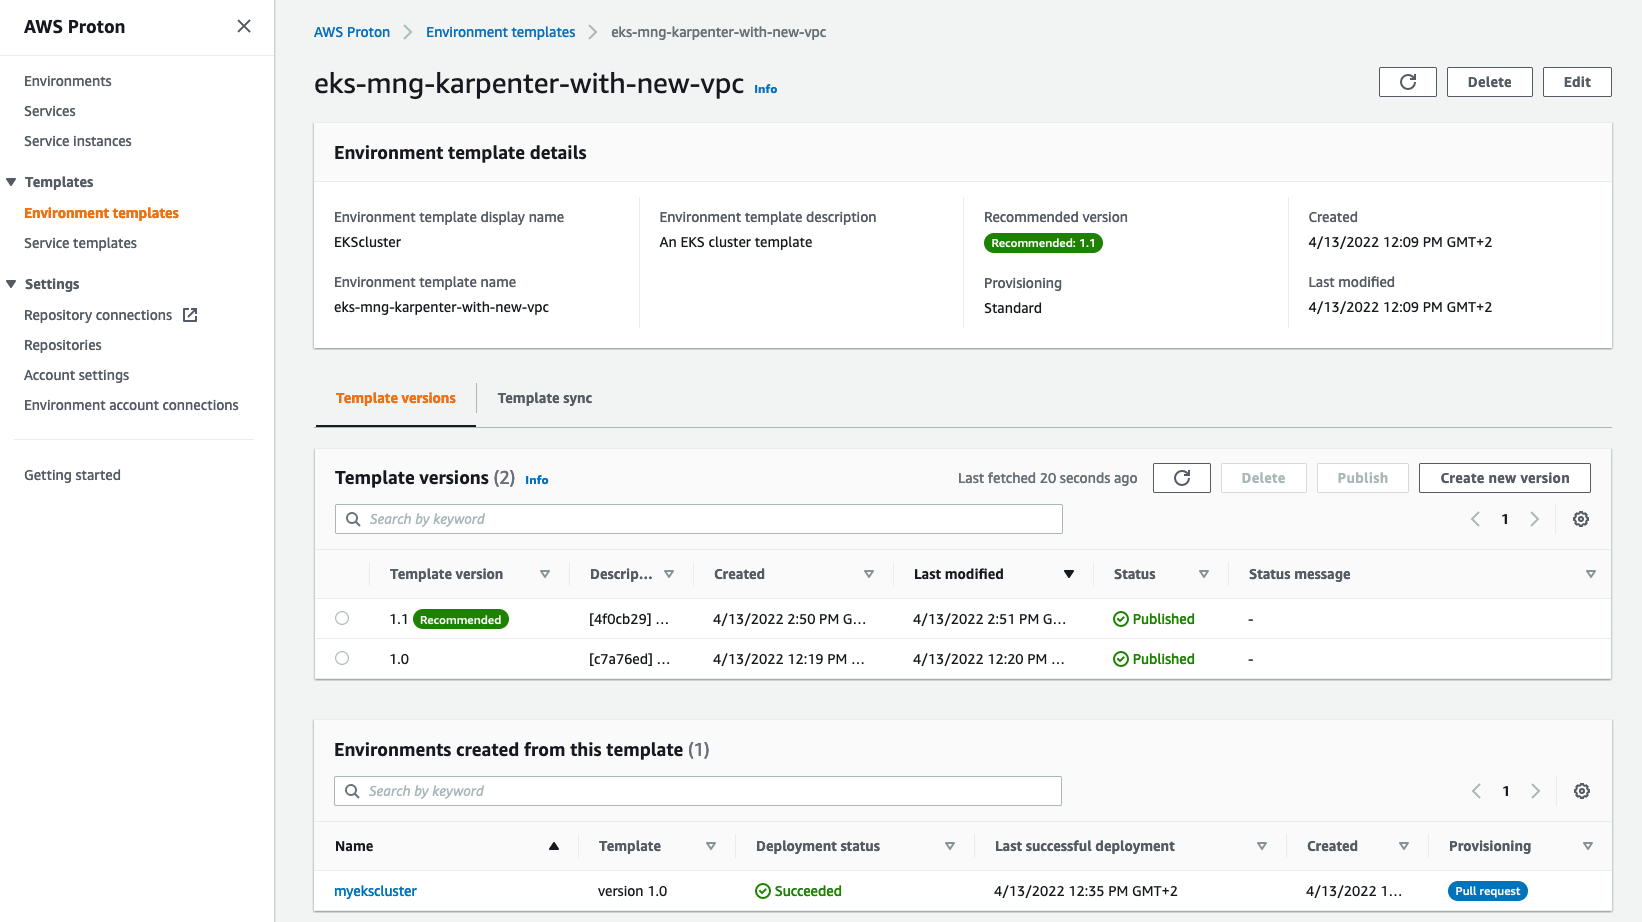 AWS Proton
Environments
Services
Service instances
Templates
Environment templates
Service templates
Settings
Repository connections
Repositories
Account settings
Environment account connections
Getting started
AWS Proton Environment templates eks-mng-karpenter-with-new-vpc
eks-mng-karpenter-with-new-vpc Info Delete Edit
Environment template details
Environment template display name
EKScluster
Environment template name
eks-mng-karpenter-with-new-vpc
Environment template description
An EKS cluster template
Recommended version
Recommended: 1.1
Provisioning
Standard
Created
4/13/2022 12:09 PM GMT+2
Last modified
4/13/2022 12:09 PM GMT+2
Template versions Template sync
Template versions (2) Info Last fetched 20 seconds ago Delete Publish Create new version
Search by keyword 1
Template version Descrip... Created Last modified Status Status message
1.1 Recommended [4f0cb29] ... 4/13/2022 2:50 PM G... 4/13/2022 2:51 PM G... Published -
1.0 [c7a76ed] ... 4/13/2022 12:19 PM ... 4/13/2022 12:20 PM ... Published -
Environments created from this template (1)
Search by keyword 1
Name Template Deployment status Last successful deployment Created Provisioning
myekscluster version 1.0 Succeeded 4/13/2022 12:35 PM GMT+2 4/13/2022 1... Pull request